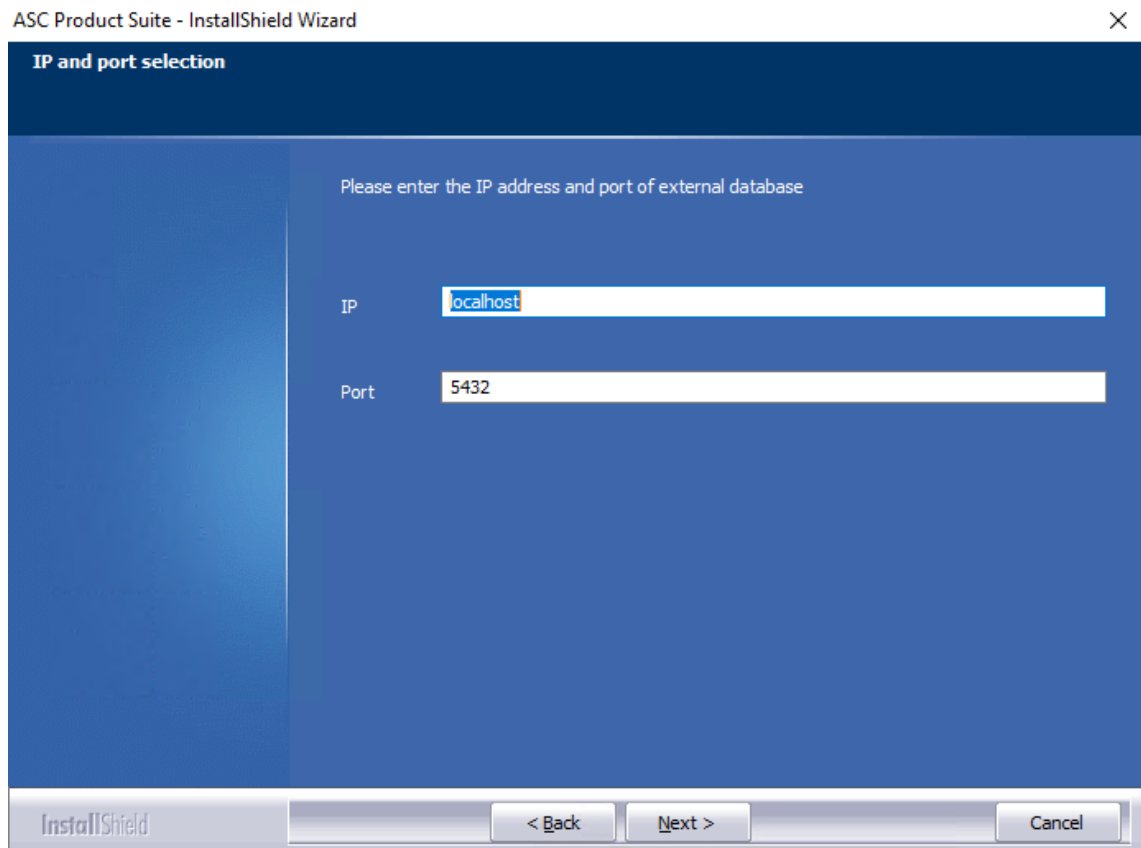 ASC Product Suite - InstallShield Wizard
IP and port selection
Please enter the IP address and port of external database
IP
localhost
Port
5432
InstallShield
< Back
Next >
Cancel